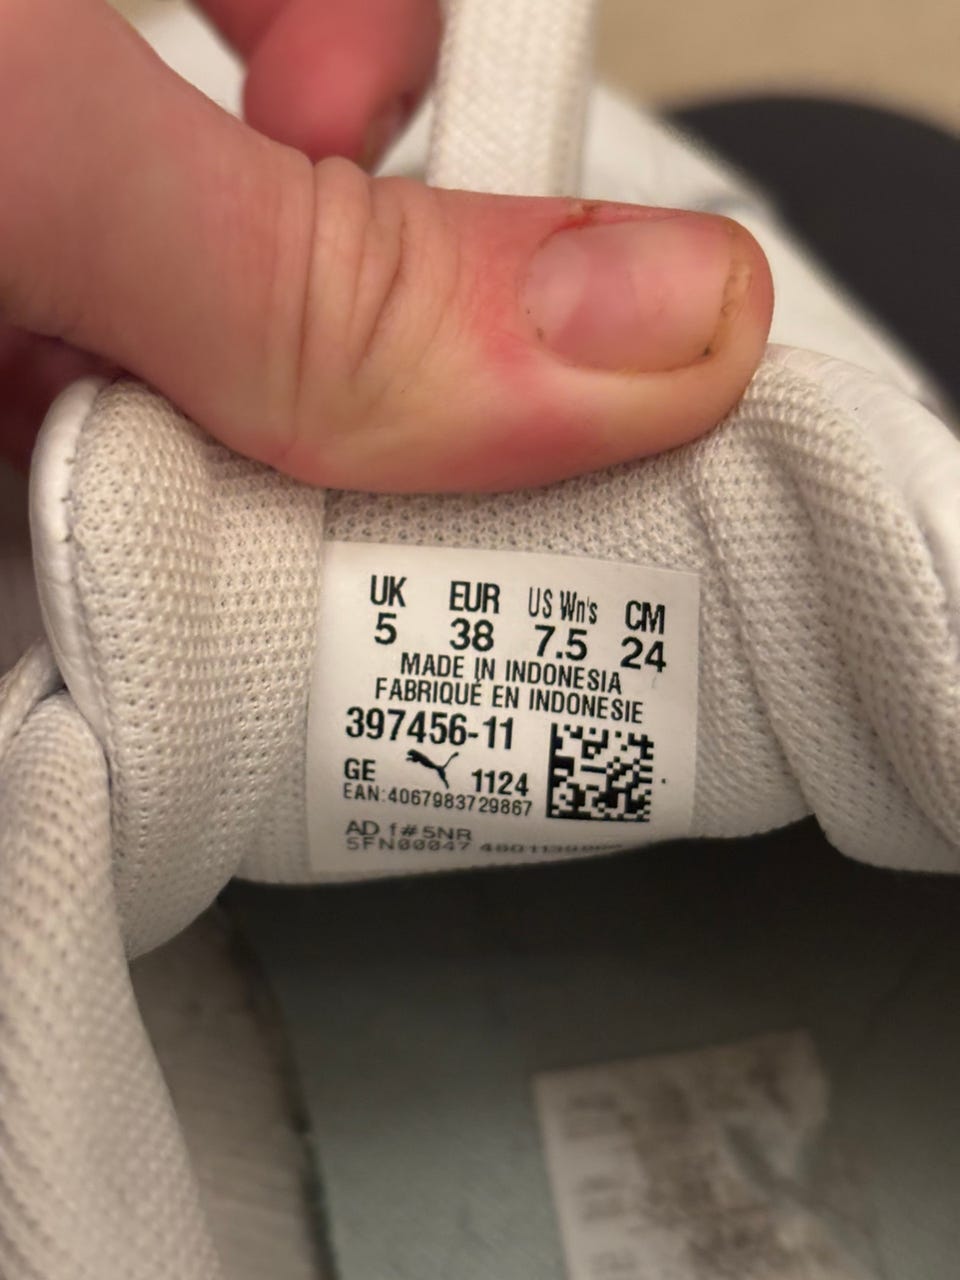 UK EUR US Wn's CM
5 38 7.5 24
MADE IN INDONESIA
FABRIQUÉ EN INDONESIE
397456-11
GE 1124
EAN:4067983729867
AD f#5NR
SFN00047